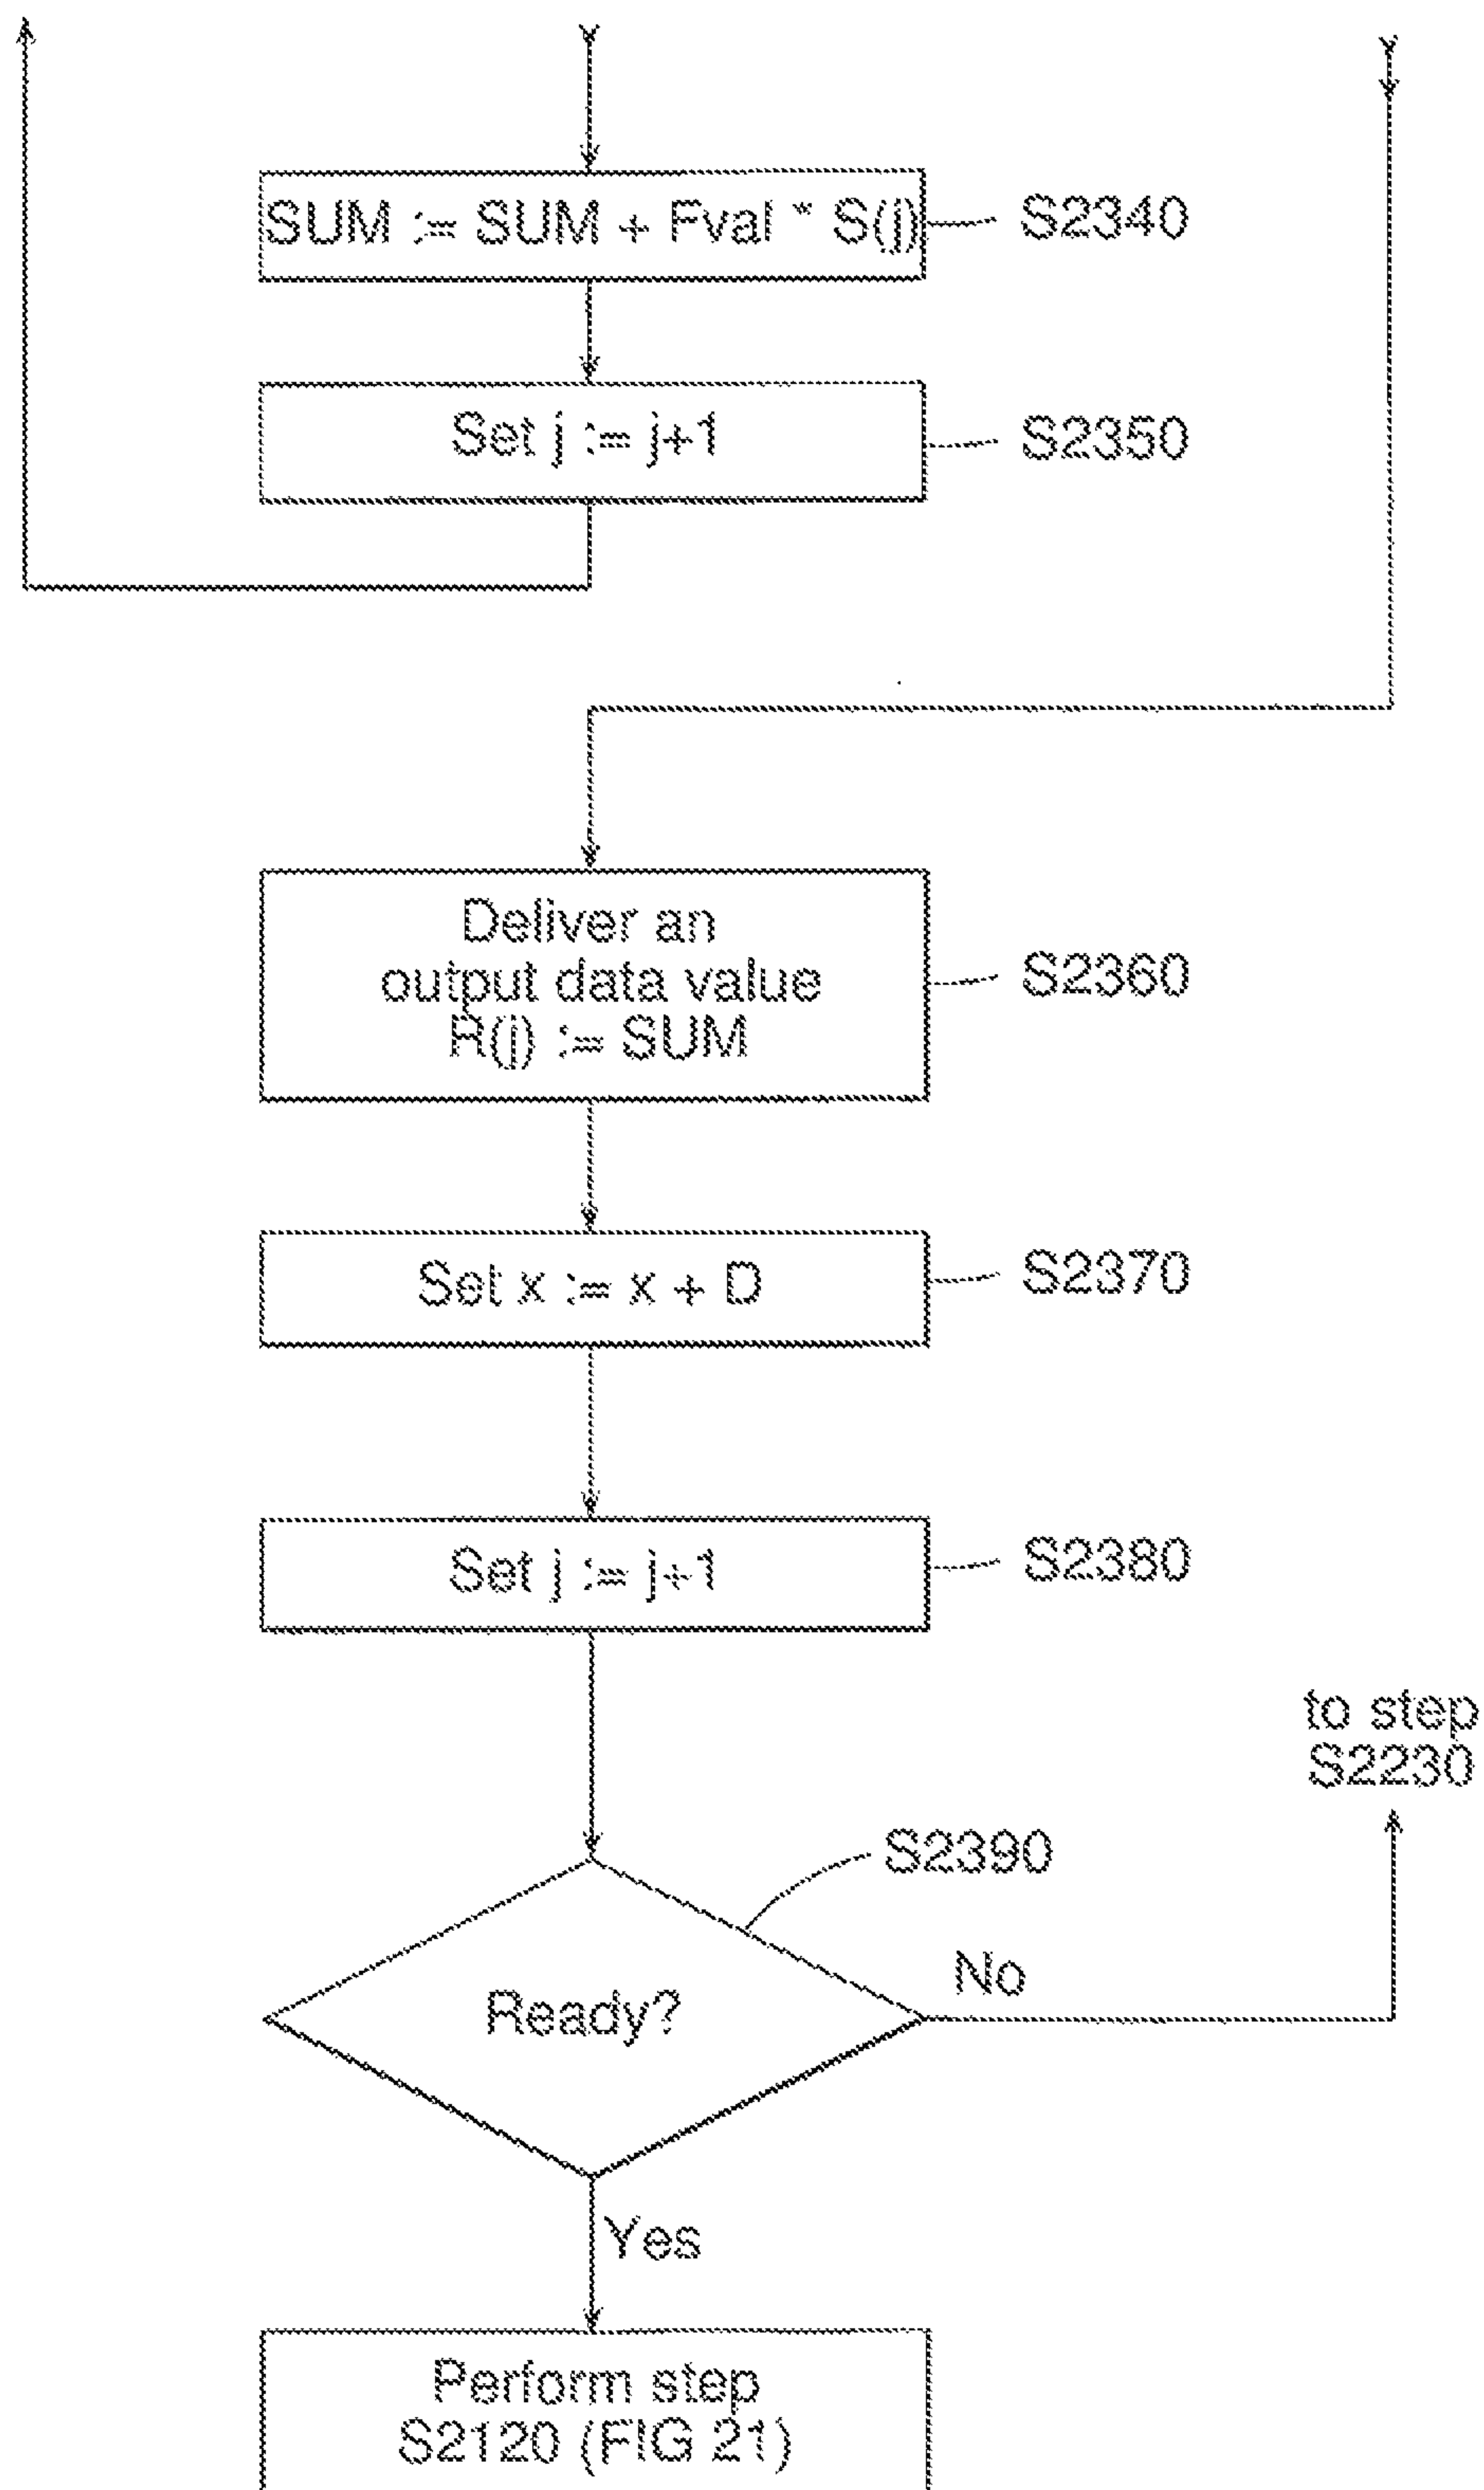 SUM := SUM + Fval * S(j)
S2340
Set j := j+1
S2350
Deliver an
output data value
R(j) := SUM
S2360
Set x := x + D
S2370
Set j := j+1
S2380
to step
S2230
S2390
Ready?
No
Yes
Perform step
S2120 (FIG 21)